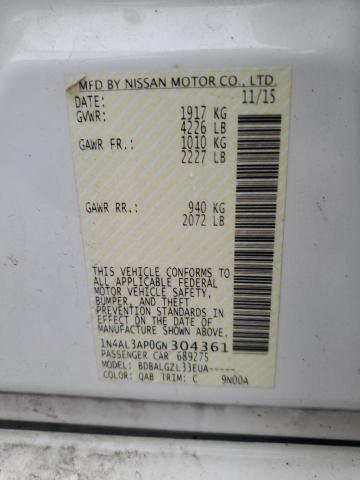 MFD BY NISSAN MOTOR CO., LTD
DATE: 11/15
GVWR: 1917 KG
4226 LB
GAWR FR.: 1010 KG
2227 LB
GAWR RR.: 940 KG
2072 LB
THIS VEHICLE CONFORMS TO
ALL APPLICABLE FEDERAL
MOTOR VEHICLE SAFETY,
BUMPER, AND THEFT
PREVENTION STANDARDS IN
EFFECT ON THE DATE OF
MANUFACTURE SHOWN ABOVE.
1N4AL3AP0GN304361
PASSENGER CAR 689275
MODEL: BDBALGZL33EUA-----
COLOR: QAB TRIM: C 9N00A